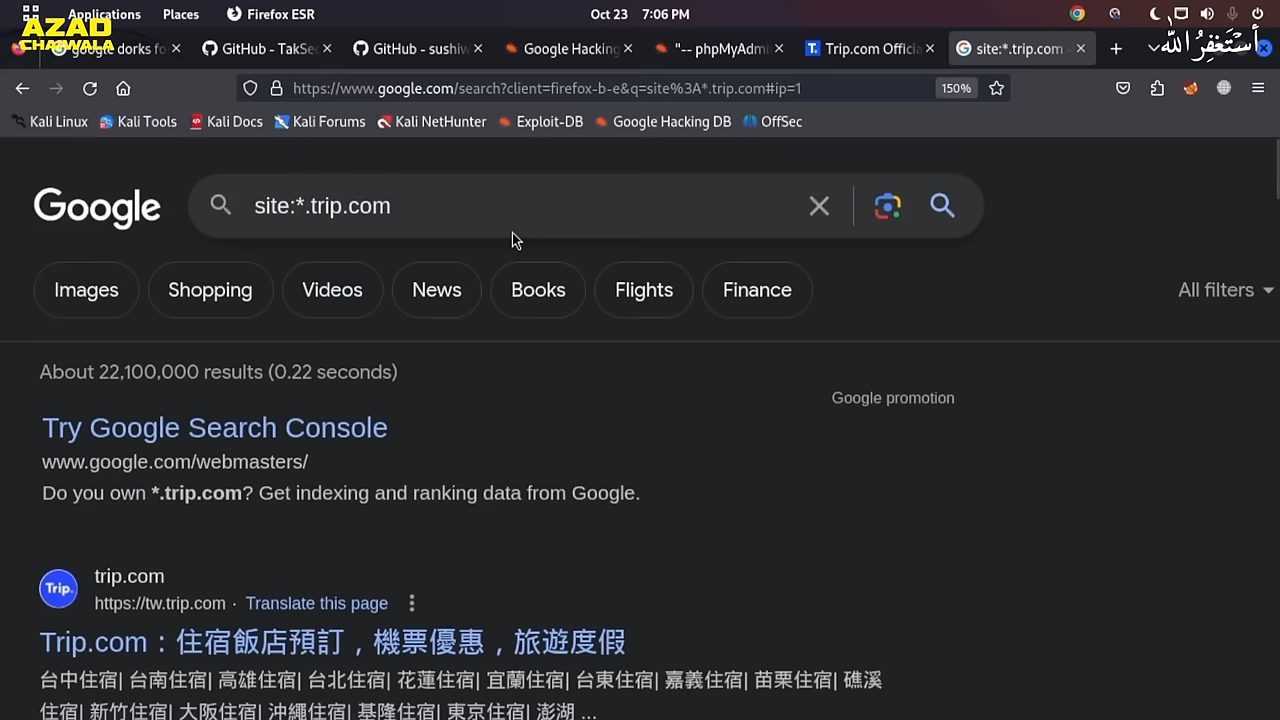 Applications Places Firefox ESR Oct 23 7:06 PM
AZAD
CHAIWALA
أستغفر الله
google dorks fo GitHub - TakSec GitHub - sushiw Google Hacking "-- phpMyAdmi Trip.com Officia site:*.trip.com -
https://www.google.com/search?client=firefox-b-e&q=site%3A*.trip.com#ip=1 150%
Kali Linux Kali Tools Kali Docs Kali Forums Kali NetHunter Exploit-DB Google Hacking DB OffSec
Google site:*.trip.com
Images Shopping Videos News Books Flights Finance All filters
About 22,100,000 results (0.22 seconds)
Google promotion
Try Google Search Console
www.google.com/webmasters/
Do you own *.trip.com? Get indexing and ranking data from Google.
Trip.
trip.com
https://tw.trip.com · Translate this page
Trip.com：住宿飯店預訂，機票優惠，旅遊度假
台中住宿| 台南住宿| 高雄住宿| 台北住宿| 花蓮住宿| 宜蘭住宿| 台東住宿| 嘉義住宿| 苗栗住宿| 礁溪
住宿| 新竹住宿| 大阪住宿| 沖繩住宿| 基隆住宿| 東京住宿| 澎湖 ...